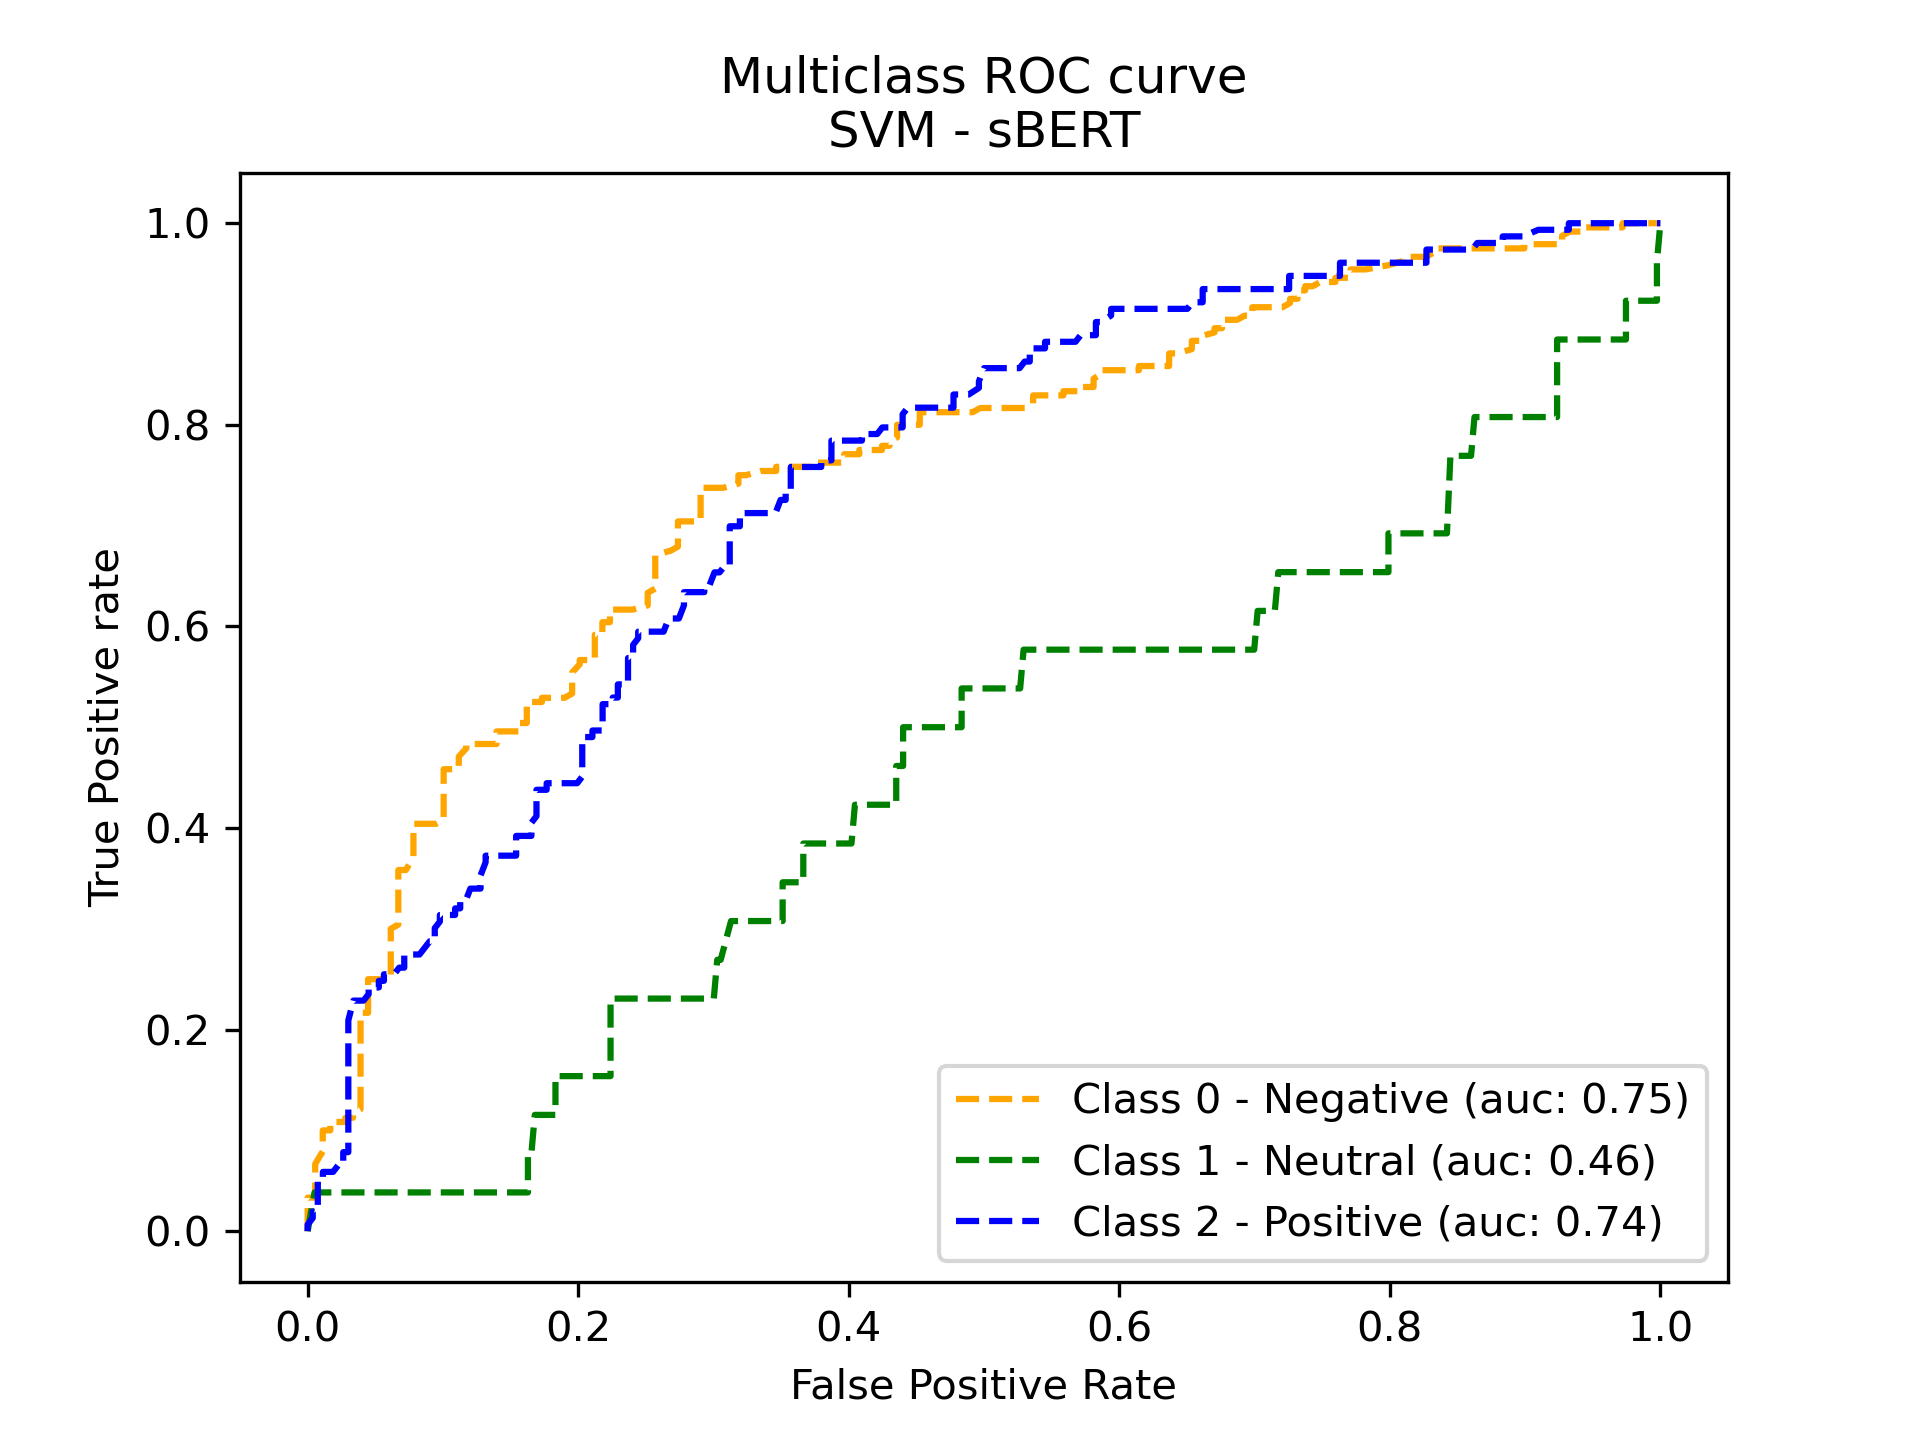 Multiclass ROC curve
SVM - sBERT
True Positive rate
1.0
0.8
0.6
0.4
0.2
0.0
Class 0 - Negative (auc: 0.75)
Class 1 - Neutral (auc: 0.46)
Class 2 - Positive (auc: 0.74)
0.0 0.2 0.4 0.6 0.8 1.0
False Positive Rate